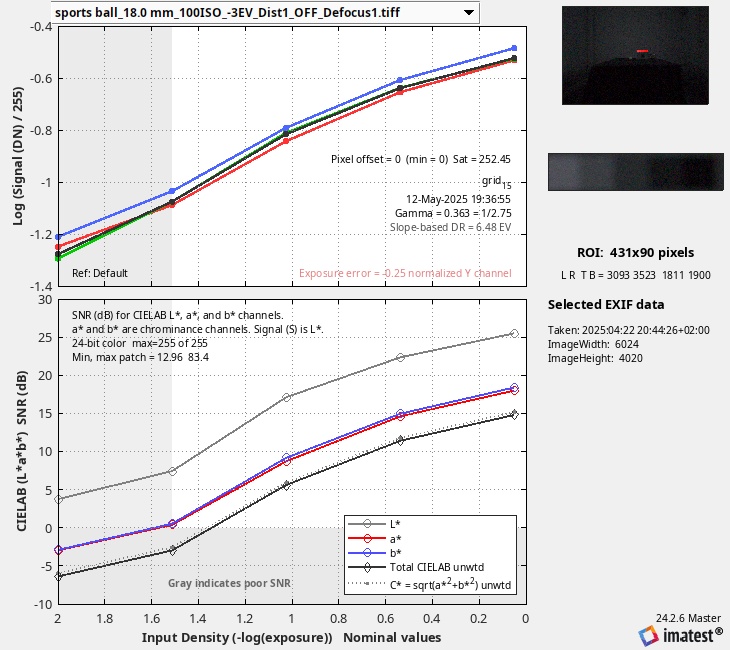 sports ball_18.0 mm_100ISO_-3EV_Dist1_OFF_Defocus1.tiff
-0.4
-0.6
-0.8
-1
-1.2
-1.4
Log (Signal (DN) / 255)
Pixel offset = 0 (min = 0) Sat = 252.45
grid15
12-May-2025 19:36:55
Gamma = 0.363 = 1/2.75
Slope-based DR = 6.48 EV
Ref: Default
Exposure error = -0.25 normalized Y channel
30
25
20
15
10
5
0
-5
-10
CIELAB (L*a*b*) SNR (dB)
SNR (dB) for CIELAB L*, a*, and b* channels.
a* and b* are chrominance channels. Signal (S) is L*.
24-bit color max=255 of 255
Min, max patch = 12.96 83.4
Gray indicates poor SNR
L*
a*
b*
Total CIELAB unwtd
C* = sqrt(a*2+b*2) unwtd
2 1.8 1.6 1.4 1.2 1 0.8 0.6 0.4 0.2 0
Input Density (-log(exposure)) Nominal values
ROI: 431x90 pixels
L R T B = 3093 3523 1811 1900
Selected EXIF data
Taken: 2025:04:22 20:44:26+02:00
ImageWidth: 6024
ImageHeight: 4020
24.2.6 Master
imatest®